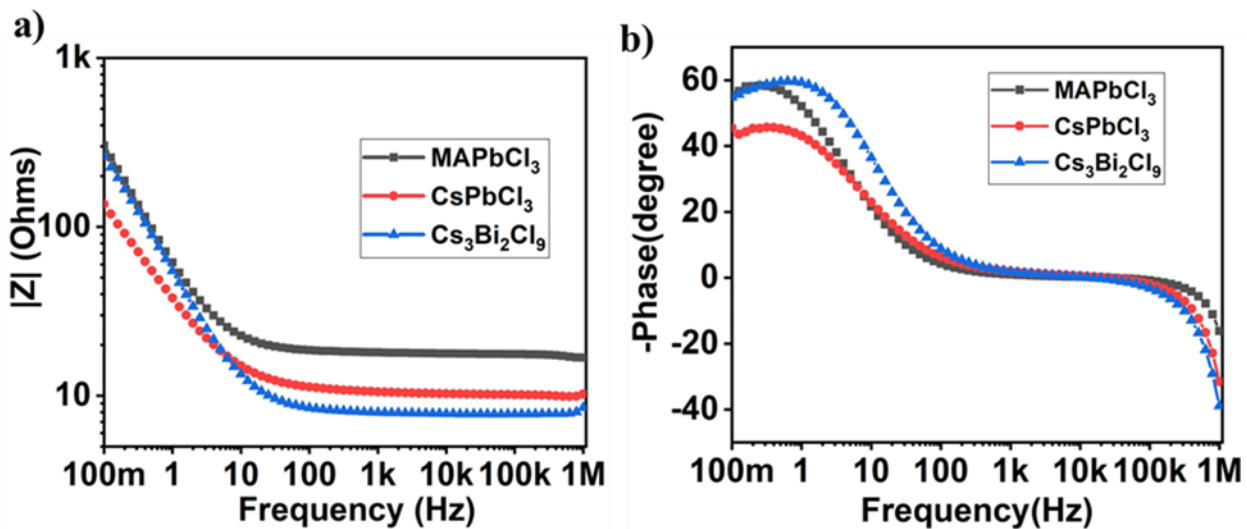 a)
1k
100
10
|Z| (Ohms)
MAPbCl₃
CsPbCl₃
Cs₃Bi₂Cl₉
100m 1 10 100 1k 10k 100k 1M
Frequency (Hz)
b)
60
40
20
0
-20
-40
-Phase(degree)
MAPbCl₃
CsPbCl₃
Cs₃Bi₂Cl₉
100m 1 10 100 1k 10k 100k 1M
Frequency(Hz)